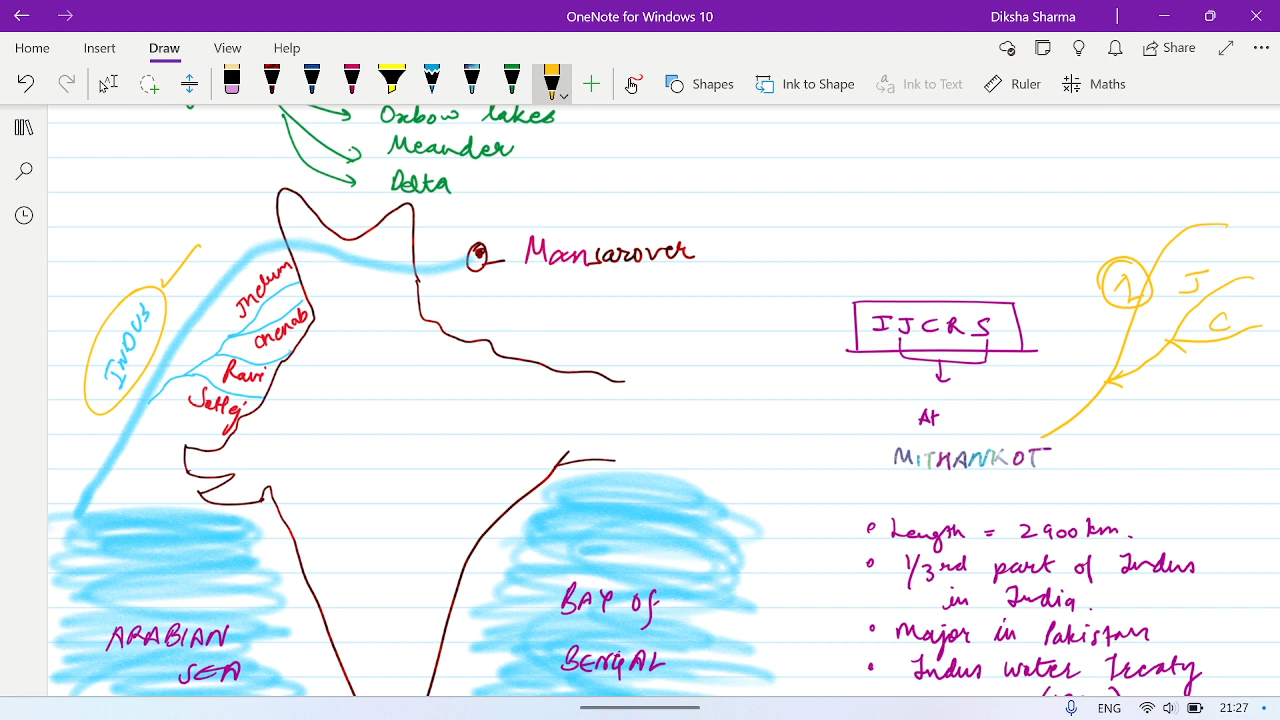 OneNote for Windows 10
Diksha Sharma
Home Insert Draw View Help
Share
Shapes
Ink to Shape
Ink to Text
Ruler
Maths
Oxbow lakes
Meander
Delta
Mansarover
INDUS
Jhelum
Chenab
Ravi
Satlej
IJCRS
At
MITHANKOT
I
J
C
• Length = 2900 km.
• 1/3rd part of Indus
in India.
• Major in Pakistan
• Indus water Treaty
ARABIAN
SEA
BAY OF
BENGAL
ENG
21:27